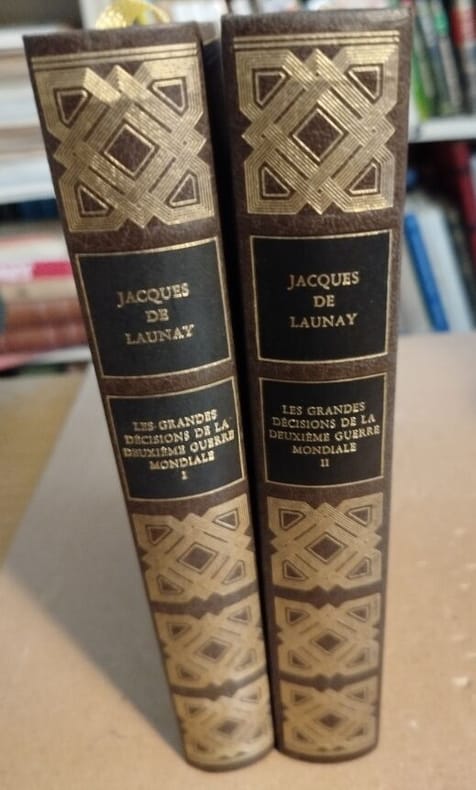 JACQUES
DE
LAUNAY
LES GRANDES
DÉCISIONS DE LA
DEUXIÈME GUERRE
MONDIALE
I
JACQUES
DE
LAUNAY
LES GRANDES
DÉCISIONS DE LA
DEUXIÈME GUERRE
MONDIALE
II